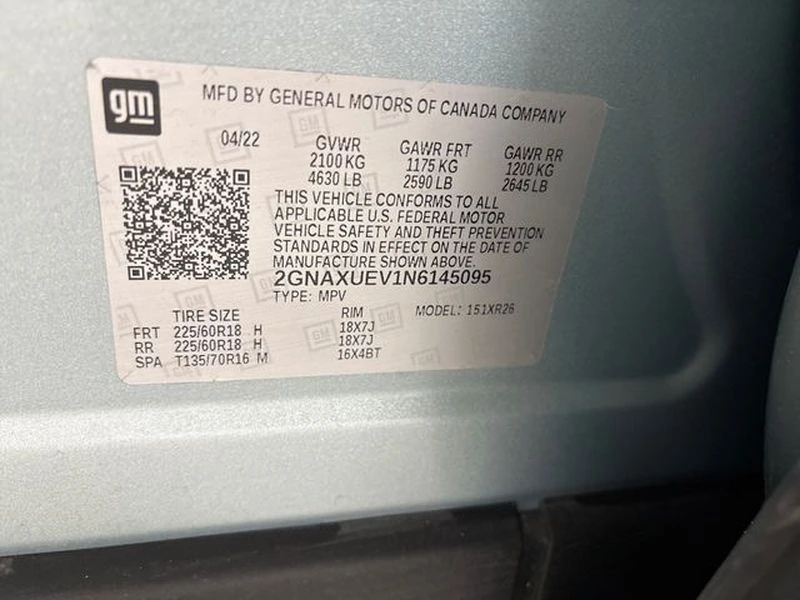 gm
MFD BY GENERAL MOTORS OF CANADA COMPANY
04/22 GVWR GAWR FRT GAWR RR
2100 KG 1175 KG 1200 KG
4630 LB 2590 LB 2645 LB
THIS VEHICLE CONFORMS TO ALL
APPLICABLE U.S. FEDERAL MOTOR
VEHICLE SAFETY AND THEFT PREVENTION
STANDARDS IN EFFECT ON THE DATE OF
MANUFACTURE SHOWN ABOVE.
2GNAXUEV1N6145095
TYPE: MPV
TIRE SIZE RIM MODEL: 151XR26
FRT 225/60R18 H 18X7J
RR 225/60R18 H 18X7J
SPA T135/70R16 M 16X4BT